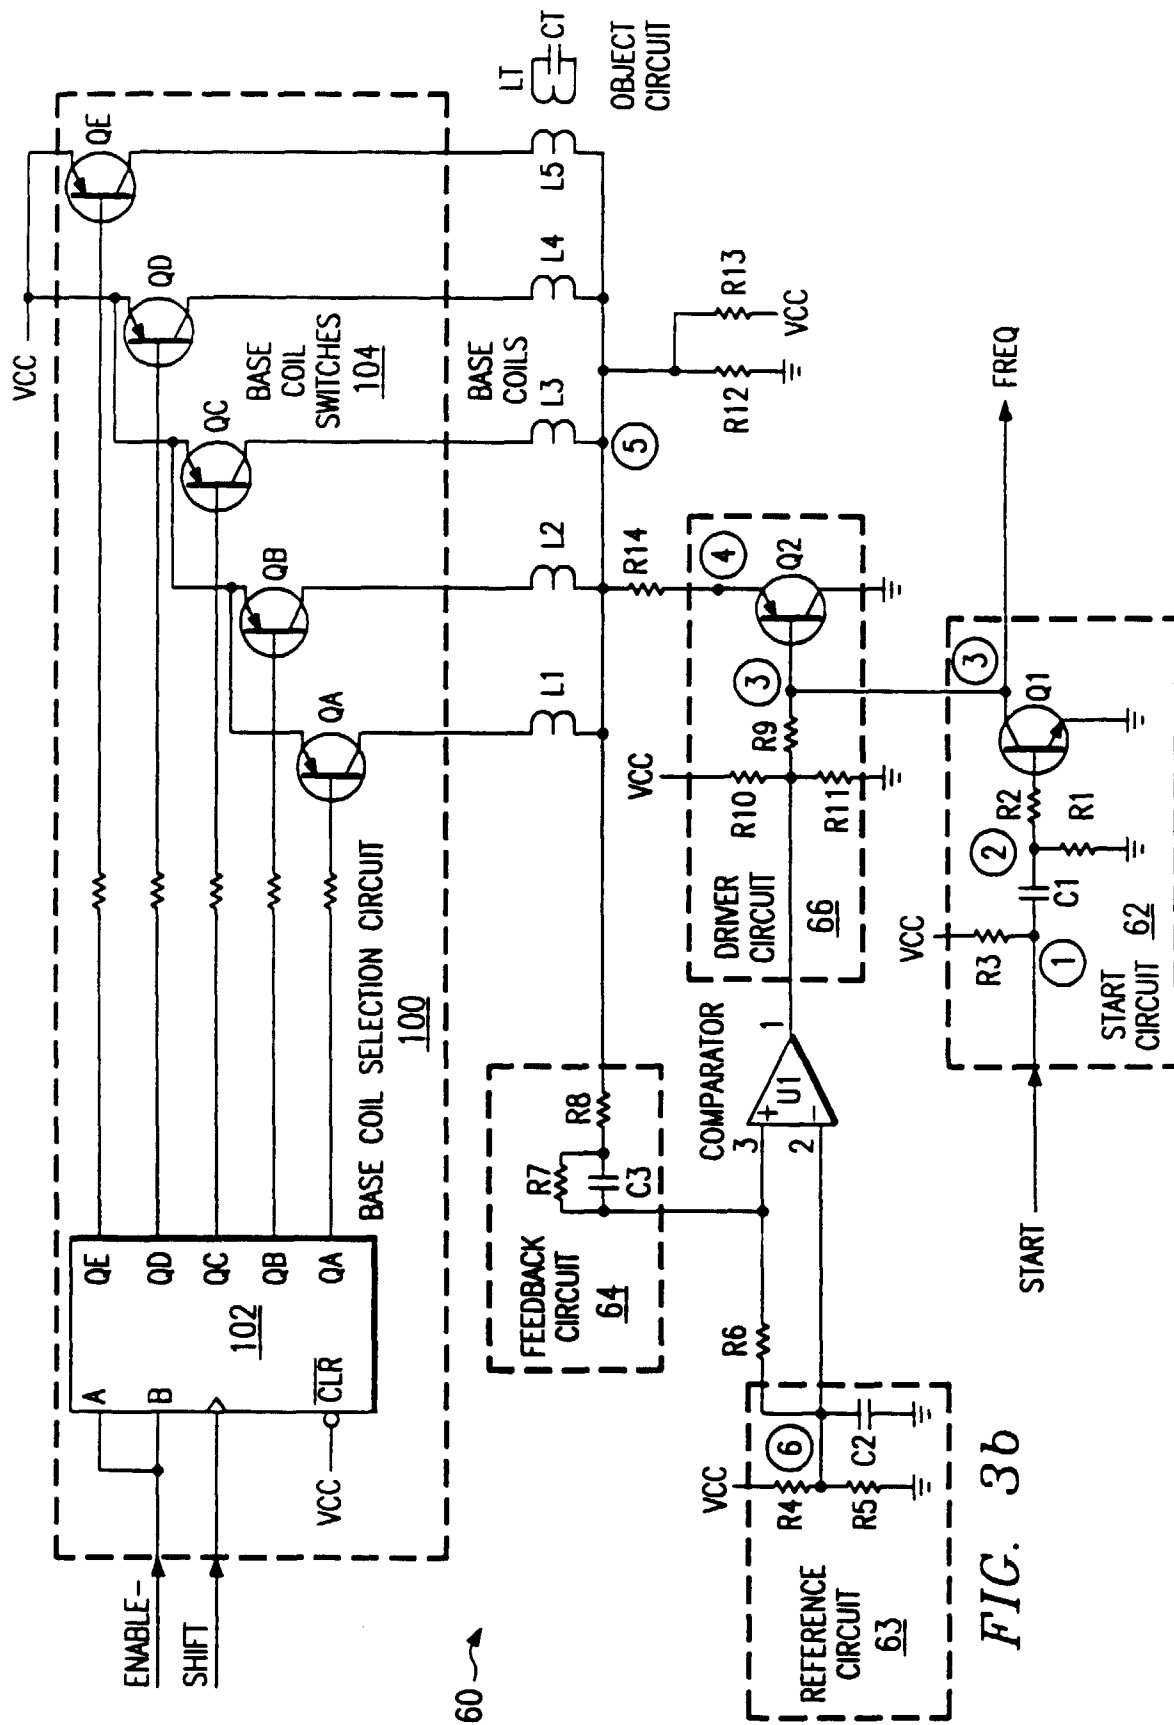 VCC
QE
QD
QC
QB
QA
BASE
COIL
SWITCHES
104
ENABLE-
SHIFT
A
B
CLR
VCC
102
QE
QD
QC
QB
QA
BASE COIL SELECTION CIRCUIT
100
LT
CT
OBJECT
CIRCUIT
L5
L4
L3
L2
L1
BASE
COILS
60
5
R13
VCC
R12
R14
FEEDBACK
CIRCUIT
64
R7
C3
R8
COMPARATOR
3
+
U1
-
2
1
R6
VCC
6
R4
R5
C2
REFERENCE
CIRCUIT
63
VCC
R10
R9
R11
3
4
Q2
DRIVER
CIRCUIT
66
FREQ
START
VCC
R3
1
C1
2
R2
R1
3
Q1
START
CIRCUIT
62
FIG. 3b